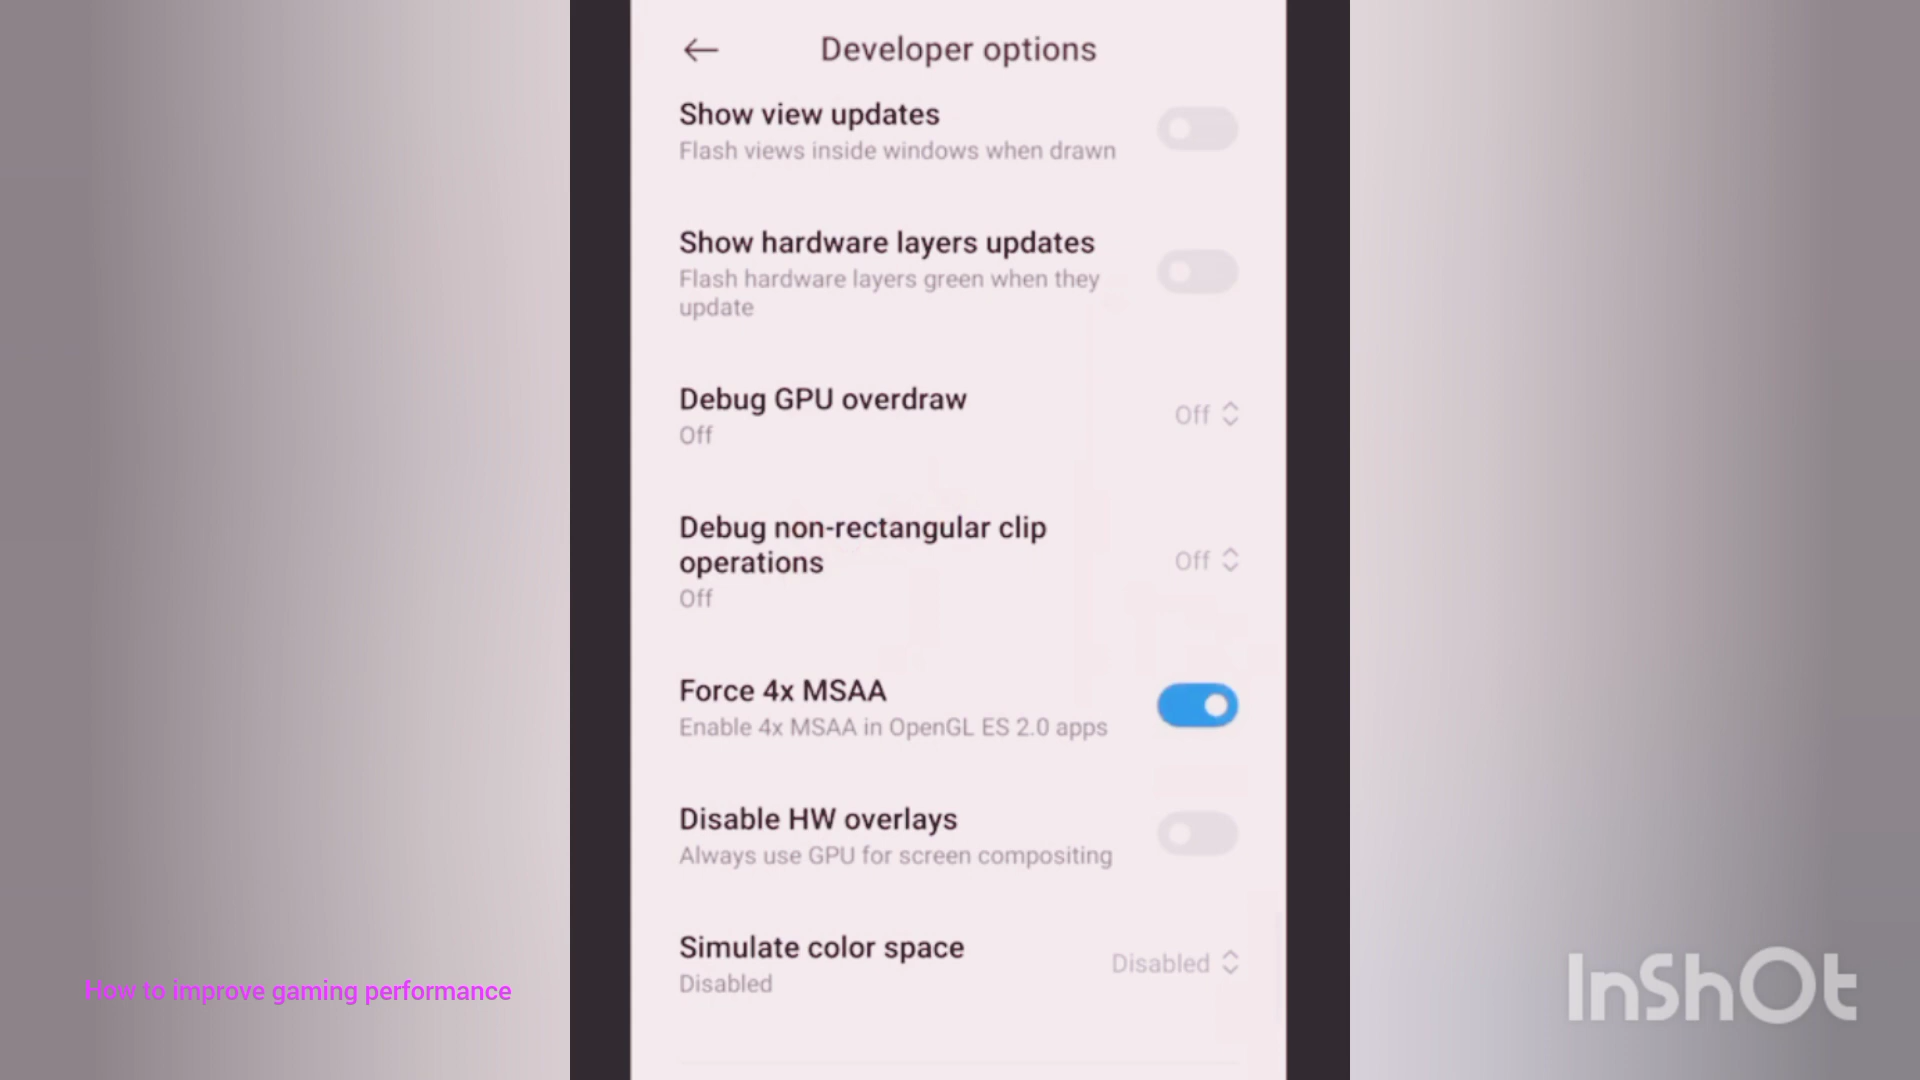 Developer options
Show view updates
Flash views inside windows when drawn
Show hardware layers updates
Flash hardware layers green when they
update
Debug GPU overdraw
Off
Off
Debug non-rectangular clip
operations
Off
Off
Force 4x MSAA
Enable 4x MSAA in OpenGL ES 2.0 apps
Disable HW overlays
Always use GPU for screen compositing
Simulate color space
Disabled
Disabled
How to improve gaming performance
InShOt